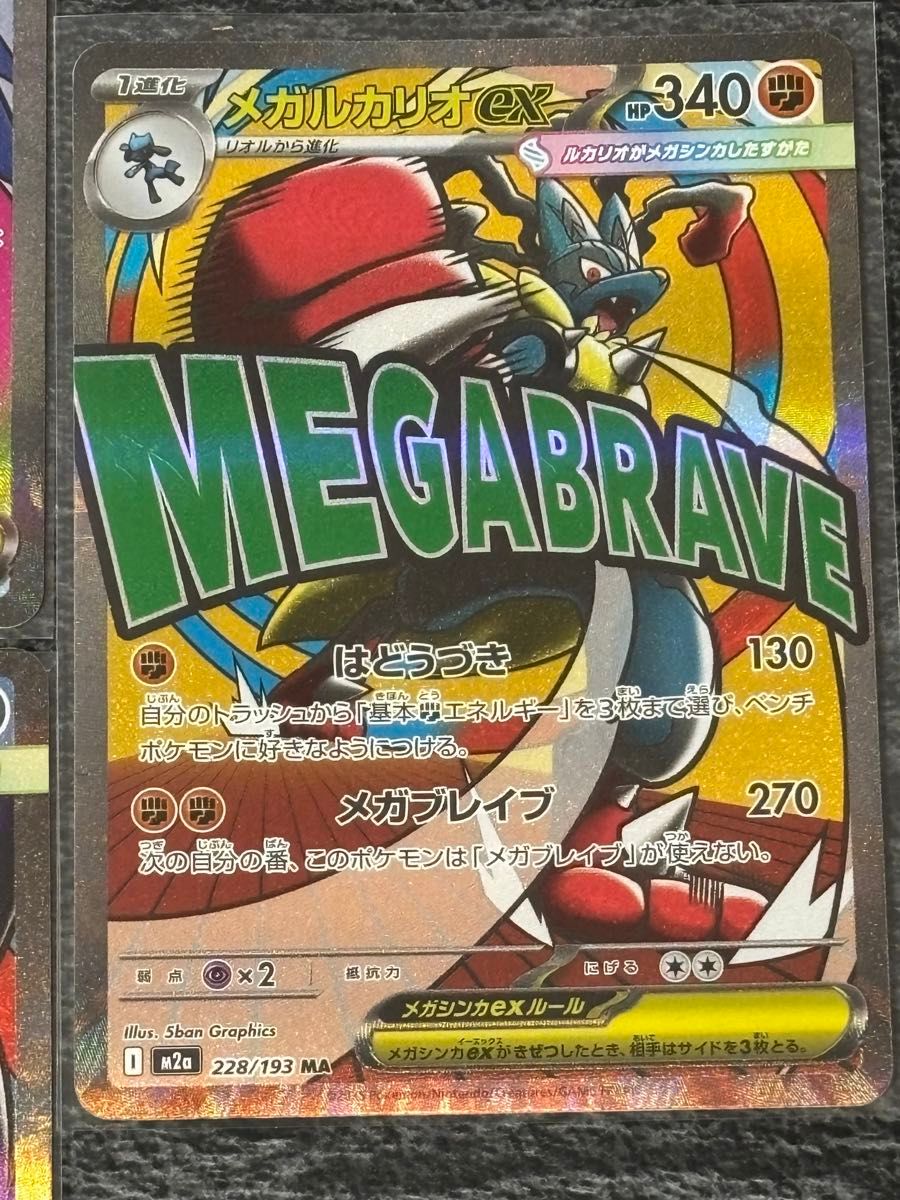 1進化
メガルカリオex
HP340
リオルから進化
ルカリオがメガシンカしたすがた
MEGABRAVE
はどうづき 130
自分のトラッシュから「基本エネルギー」を3枚まで選び、ベンチ
ポケモンに好きなようにつける。
メガブレイブ 270
次の自分の番、このポケモンは「メガブレイブ」が使えない。
弱点 ×2 抵抗力 にげる
メガシンカexルール
メガシンカexがきぜつしたとき、相手はサイドを3枚とる。
Illus. 5ban Graphics
I m2a 228/193 MA